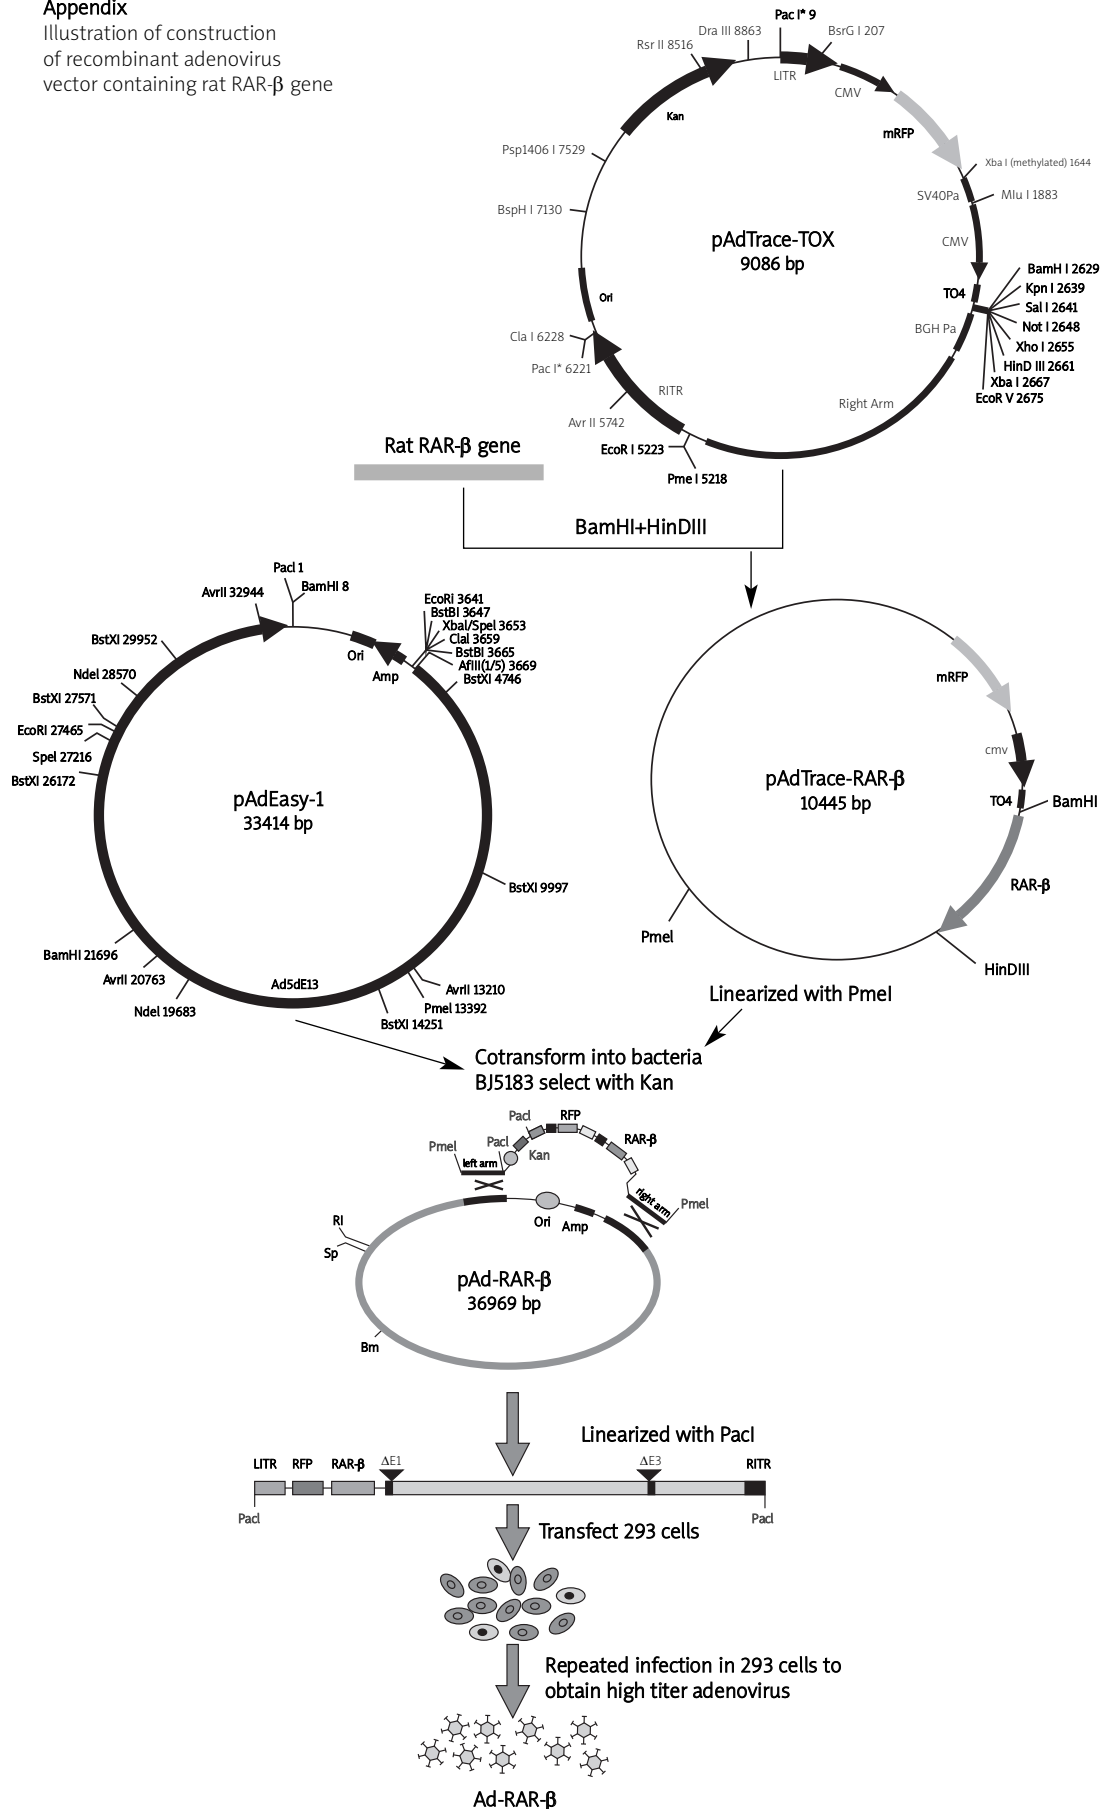 Appendix
Illustration of construction
of recombinant adenovirus
vector containing rat RAR-β gene
Pac I* 9
Dra III 8863
BsrG I 207
Rsr II 8516
LITR
CMV
Kan
mRFP
Psp1406 I 7529
Xba I (methylated) 1644
SV40Pa
Mlu I 1883
BspH I 7130
pAdTrace-TOX
9086 bp
CMV
BamH I 2629
Kpn I 2639
Sal I 2641
Not I 2648
Xho I 2655
HinD III 2661
Xba I 2667
EcoR V 2675
TO4
BGH Pa
Ori
Cla I 6228
Pac I* 6221
RITR
Right Arm
Avr II 5742
EcoR I 5223
Pme I 5218
Rat RAR-β gene
BamHI+HinDIII
PacI 1
BamHI 8
AvrII 32944
EcoRi 3641
BstBI 3647
XbaI/SpeI 3653
ClaI 3659
BstBI 3665
AflII(1/5) 3669
BstXI 4746
Ori
Amp
BstXI 29952
NdeI 28570
BstXI 27571
EcoRI 27465
SpeI 27216
BstXI 26172
pAdEasy-1
33414 bp
BstXI 9997
BamHI 21696
AvrII 20763
NdeI 19683
Ad5dE13
AvrII 13210
PmeI 13392
BstXI 14251
mRFP
cmv
pAdTrace-RAR-β
10445 bp
TO4
BamHI
RAR-β
PmeI
HinDIII
Linearized with PmeI
Cotransform into bacteria
BJ5183 select with Kan
PacI
RFP
PmeI
PacI
Kan
RAR-β
left arm
right arm
PmeI
RI
Sp
Ori
Amp
pAd-RAR-β
36969 bp
Bm
Linearized with PacI
LITR
RFP
RAR-β
ΔE1
ΔE3
RITR
PacI
PacI
Transfect 293 cells
Repeated infection in 293 cells to
obtain high titer adenovirus
Ad-RAR-β